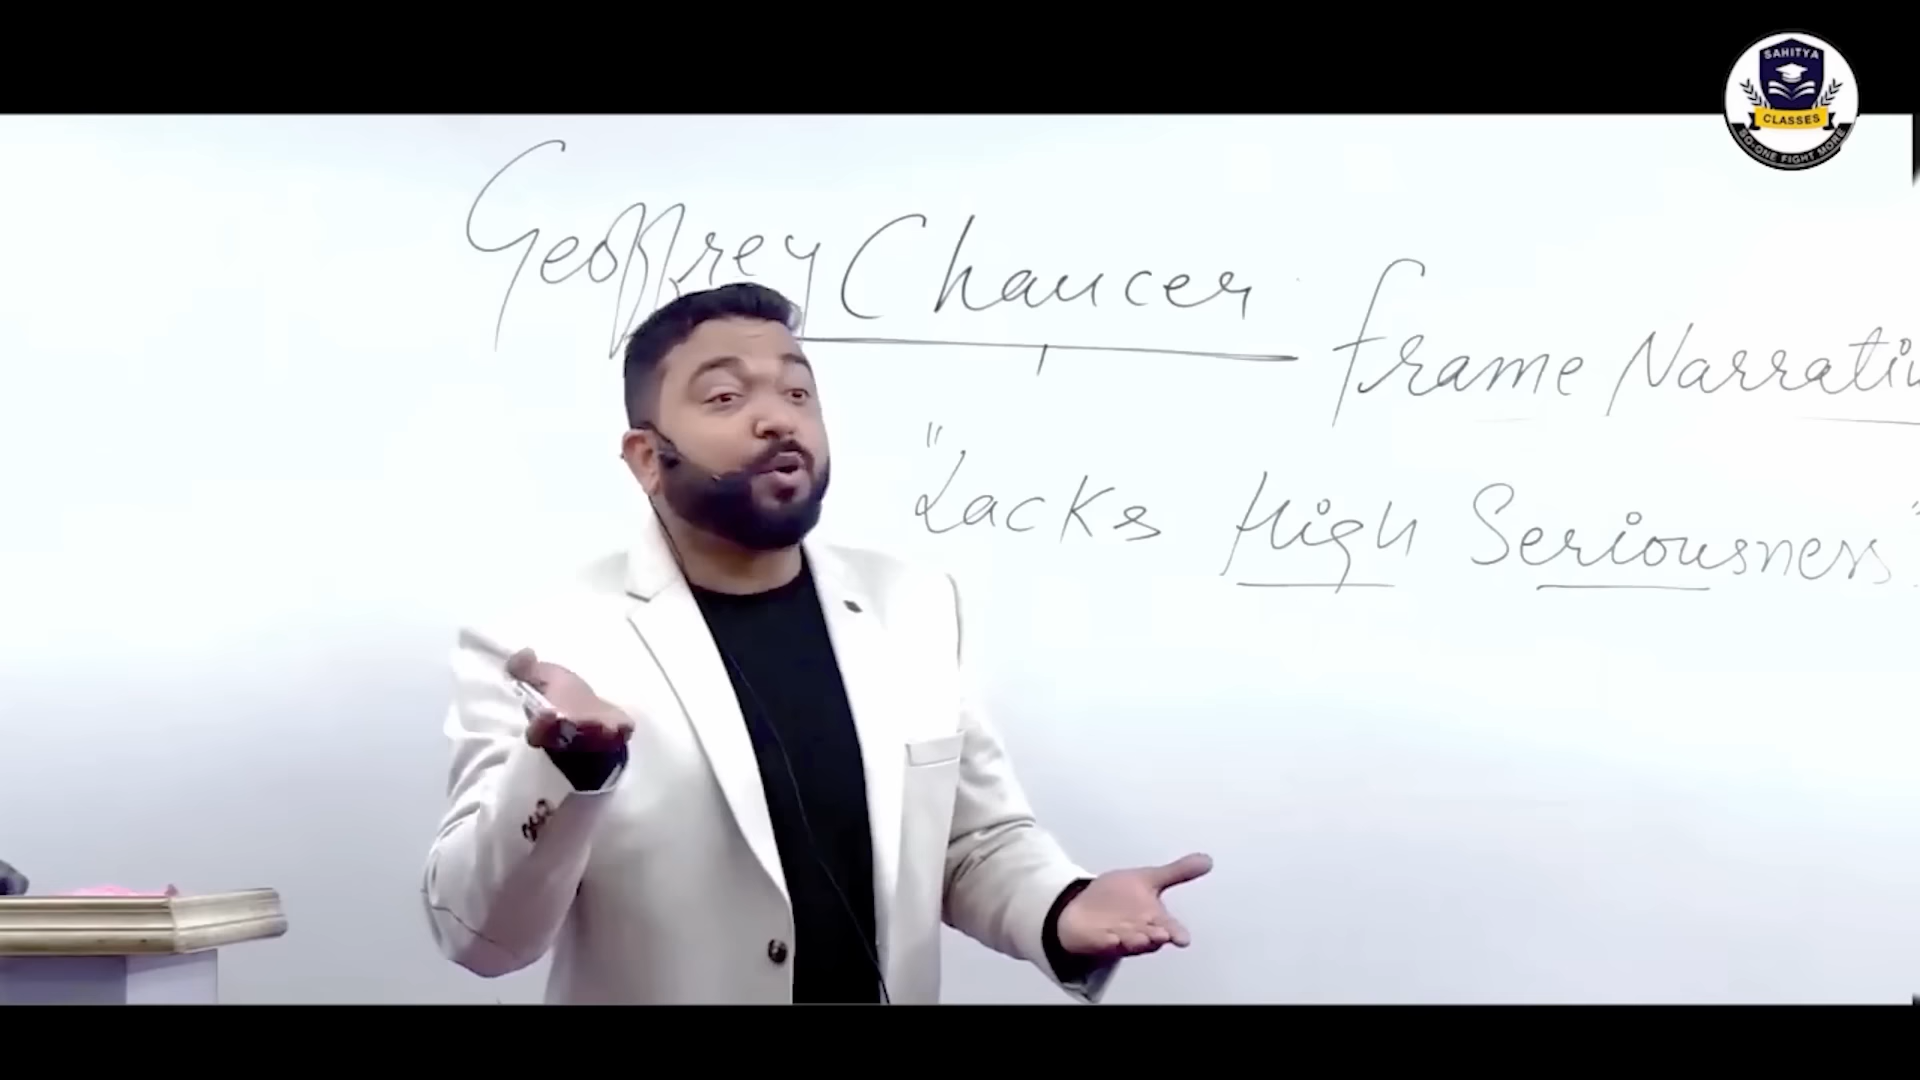 SAHITYA
CLASSES
Geoffrey Chaucer
frame Narrati
"Lacks High Seriousness"